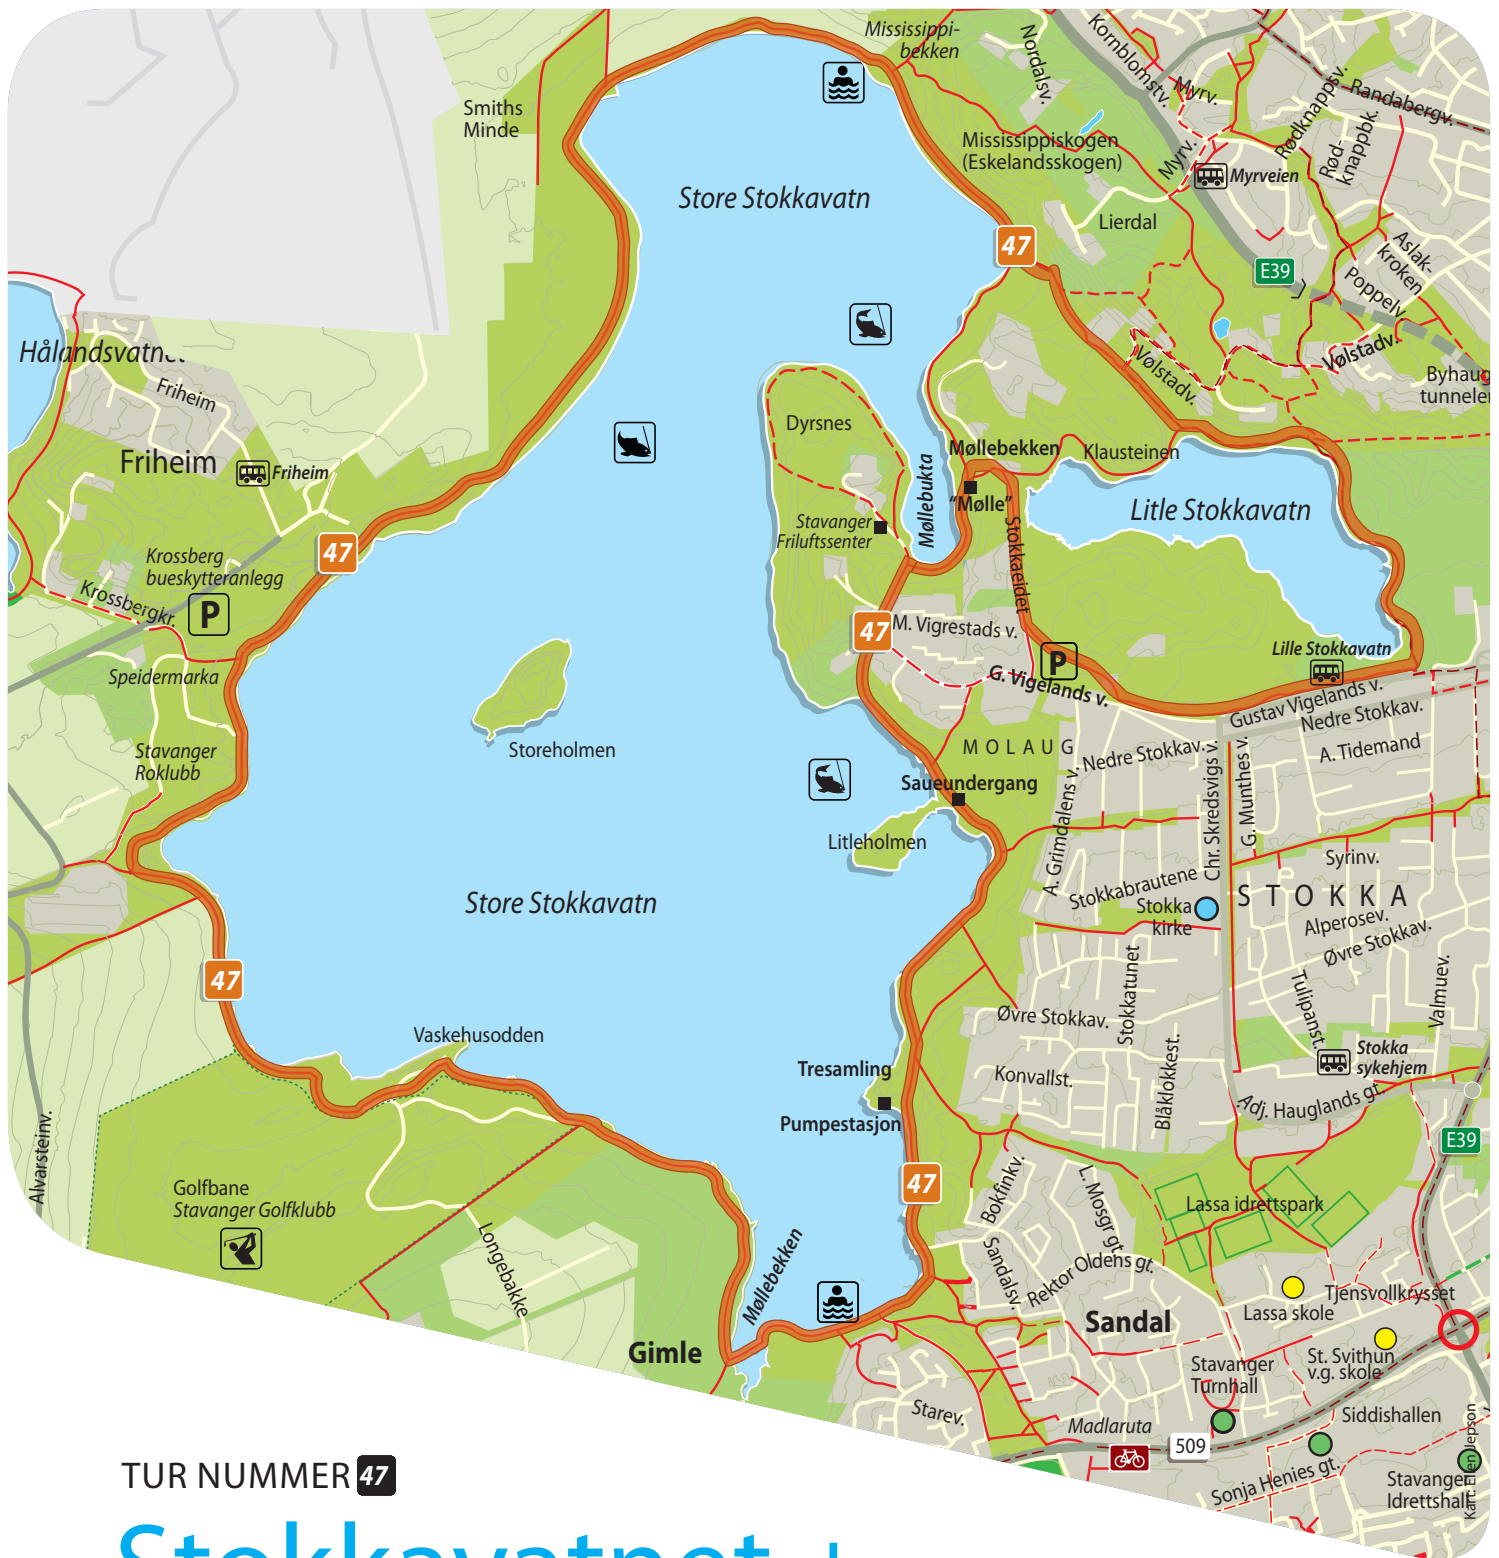 Mississippi-
bekken
Nordalsv.
Kornblomstv.
Myrv.
Rødknappsv.
Randabergv.
Smiths
Minde
Mississippiskogen
(Eskelandsskogen)
Myrv.
Rød-
knappbk.
Myrveien
Store Stokkavatn
Lierdal
47
E39
Aslak-
kroken
Poppelv.
Hålandsvatnet
Friheim
Vølstadv.
Vølstadv.
Byhaug
tunnelen
Dyrsnes
Friheim
Friheim
Møllebekken
Klausteinen
Møllebukta
"Mølle"
Litle Stokkavatn
Stavanger
Friluftssenter
Stokkaeidet
47
Krossberg
bueskytteranlegg
Krossbergkr.
P
47
M. Vigrestads v.
P
Lille Stokkavatn
Speidermarka
G. Vigelands v.
Gustav Vigelands v.
Nedre Stokkav.
Storeholmen
Stavanger
Roklubb
MOLAUG
Nedre Stokkav.
A. Tidemand
Saueundergang
Litleholmen
A. Grimdalens v.
Chr. Skredsvigs v.
G. Munthes v.
Syrinv.
Store Stokkavatn
Stokkabrautene
Stokka
kirke
STOKKA
Alperosev.
Øvre Stokkav.
47
Stokkatunet
Tulipanst.
Valmuev.
Øvre Stokkav.
Vaskehusodden
Blåklokkest.
Stokka
sykehjem
Tresamling
Konvallst.
Pumpestasjon
Adj. Hauglands gt.
E39
Alvarsteinv.
47
Bokfinkv.
L. Mosgr gt.
Golfbane
Stavanger Golfklubb
Lassa idrettspark
Longebakke
Møllebekken
Sandalsv.
Rektor Oldens gt.
Tjensvollkrysset
Lassa skole
Sandal
Gimle
St. Svithun
v.g. skole
Stavanger
Turnhall
Starev.
Madlaruta
509
Siddishallen
Sonja Henies gt.
Stavanger
Idrettshall
Kart: Ellen Jepson
TUR NUMMER 47
Stokkavatnet